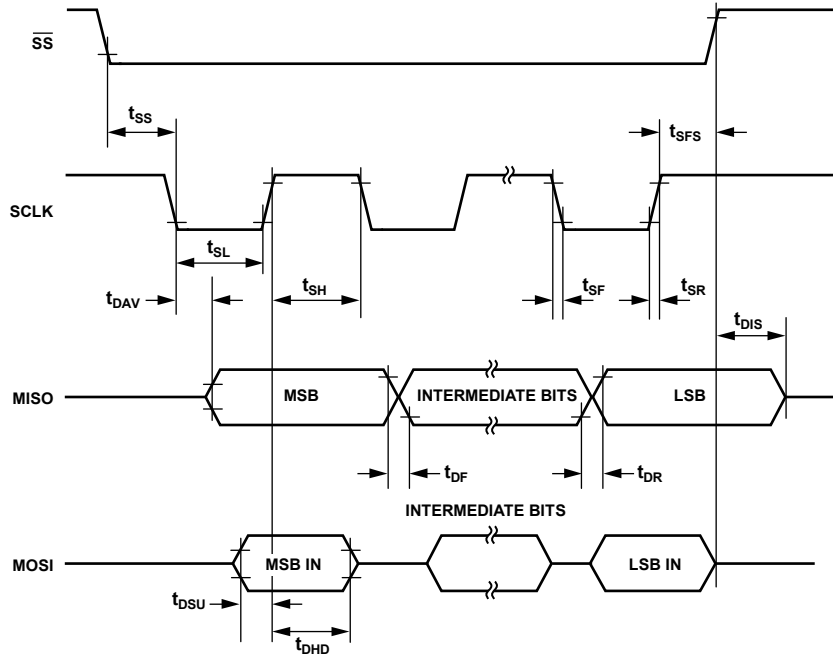 SS
tSS
tSFS
SCLK
tSL
tSH
tSF
tSR
tDAV
tDIS
MISO
MSB
INTERMEDIATE BITS
LSB
tDF
tDR
INTERMEDIATE BITS
MOSI
MSB IN
LSB IN
tDSU
tDHD